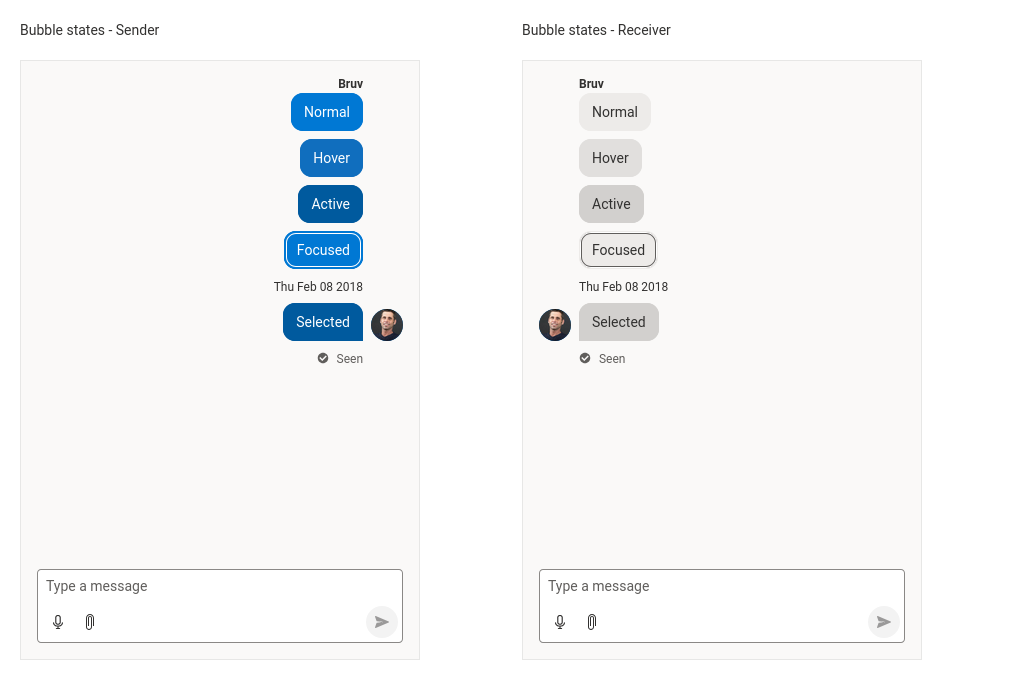 Bubble states - Sender
Bruv
Normal
Hover
Active
Focused
Thu Feb 08 2018
Selected
Seen
Type a message
Bubble states - Receiver
Bruv
Normal
Hover
Active
Focused
Thu Feb 08 2018
Selected
Seen
Type a message